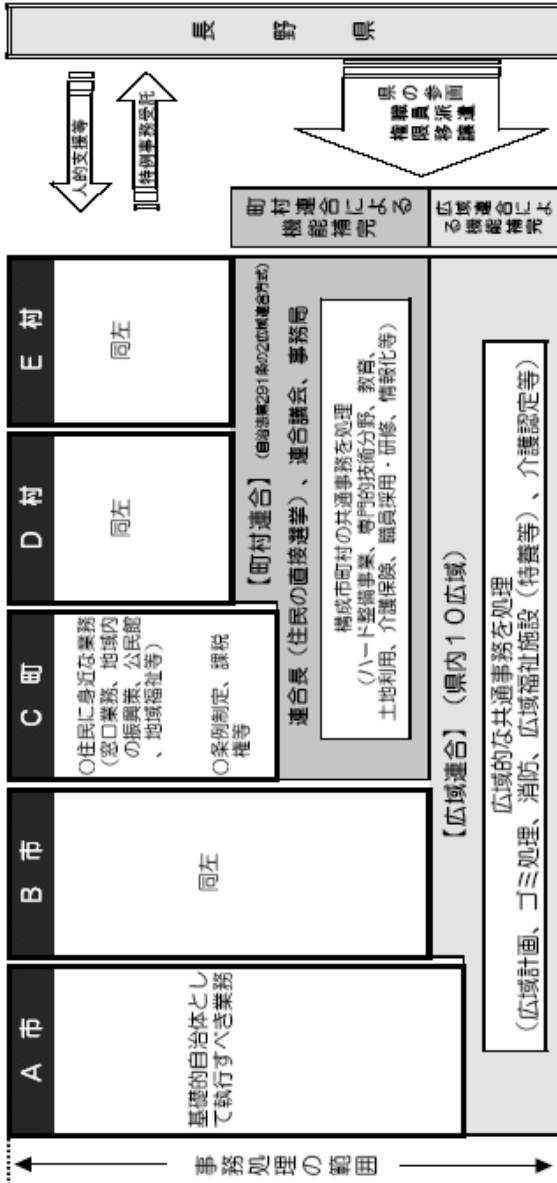 事務処理の範囲
A 市
基礎的自治体とし
て執行すべき業務
B 市
同左
C 町
○住民に身近な業務
(窓口業務、地域内
の振興策、公民館
、地域福祉等)
○条例制定、課税
権等
D 村
同左
E 村
同左
【町村連合】(自治法第291条の2広域連合方式)
連合長(住民の直接選挙)、連合議会、事務局
構成市町村の共通事務を処理
(ハード整備事業、専門的技術分野、教育、
土地利用、介護保険、職員採用・研修、情報化等)
【広域連合】(県内10広域)
広域的な共通事務を処理
(広域計画、ゴミ処理、消防、広域福祉施設(特養等)、介護認定等)
町村連合による
機能補完
広域連合によ
る機能補完
人的支援等
特例事務受託
県の参画
職員派遣
権限移譲
長野県